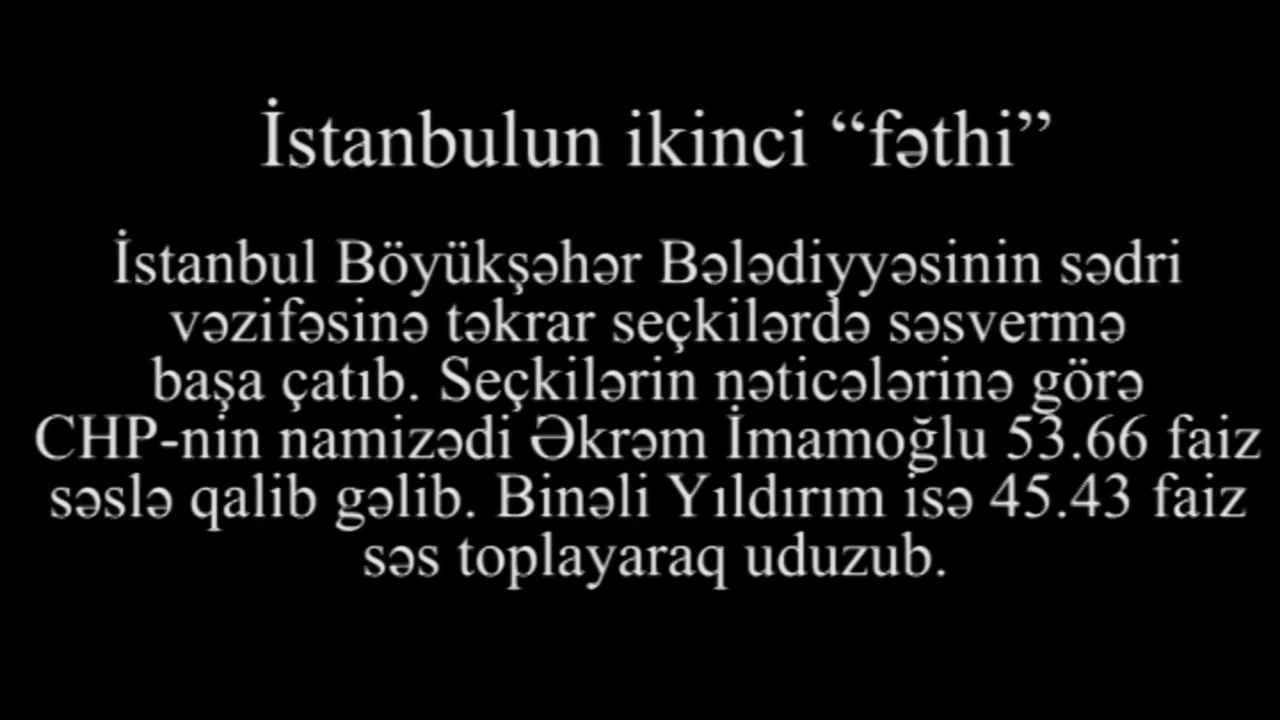 İstanbulun ikinci “fəthi”
İstanbul Böyükşəhər Bələdiyyəsinin sədri
vəzifəsinə təkrar seçkilərdə səsvermə
başa çatıb. Seçkilərin nəticələrinə görə
CHP-nin namizədi Əkrəm İmamoğlu 53.66 faiz
səslə qalib gəlib. Binəli Yıldırım isə 45.43 faiz
səs toplayaraq uduzub.